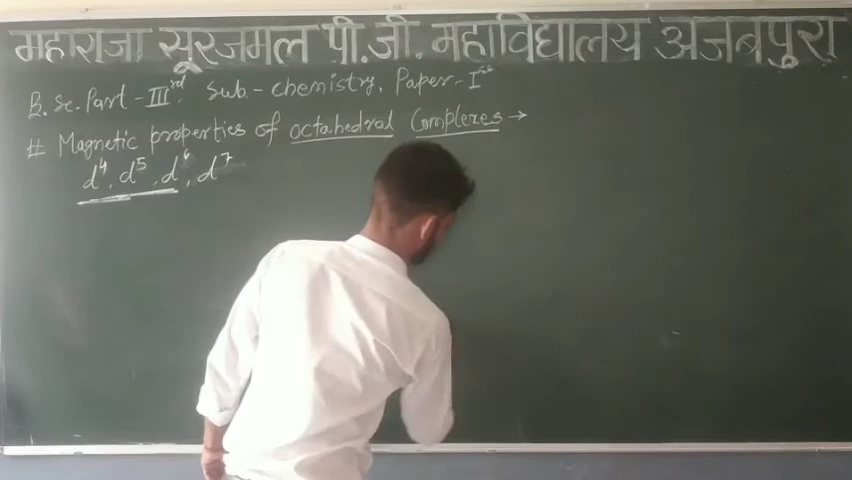 महाराजा सूरजमल पी.जी. महाविद्यालय अजबपुरा
B. Sc. Part - IIIrd. Sub. - chemistry, Paper - Ist
# Magnetic properties of octahedral Complexes →
d⁴, d⁵, d⁶, d⁷